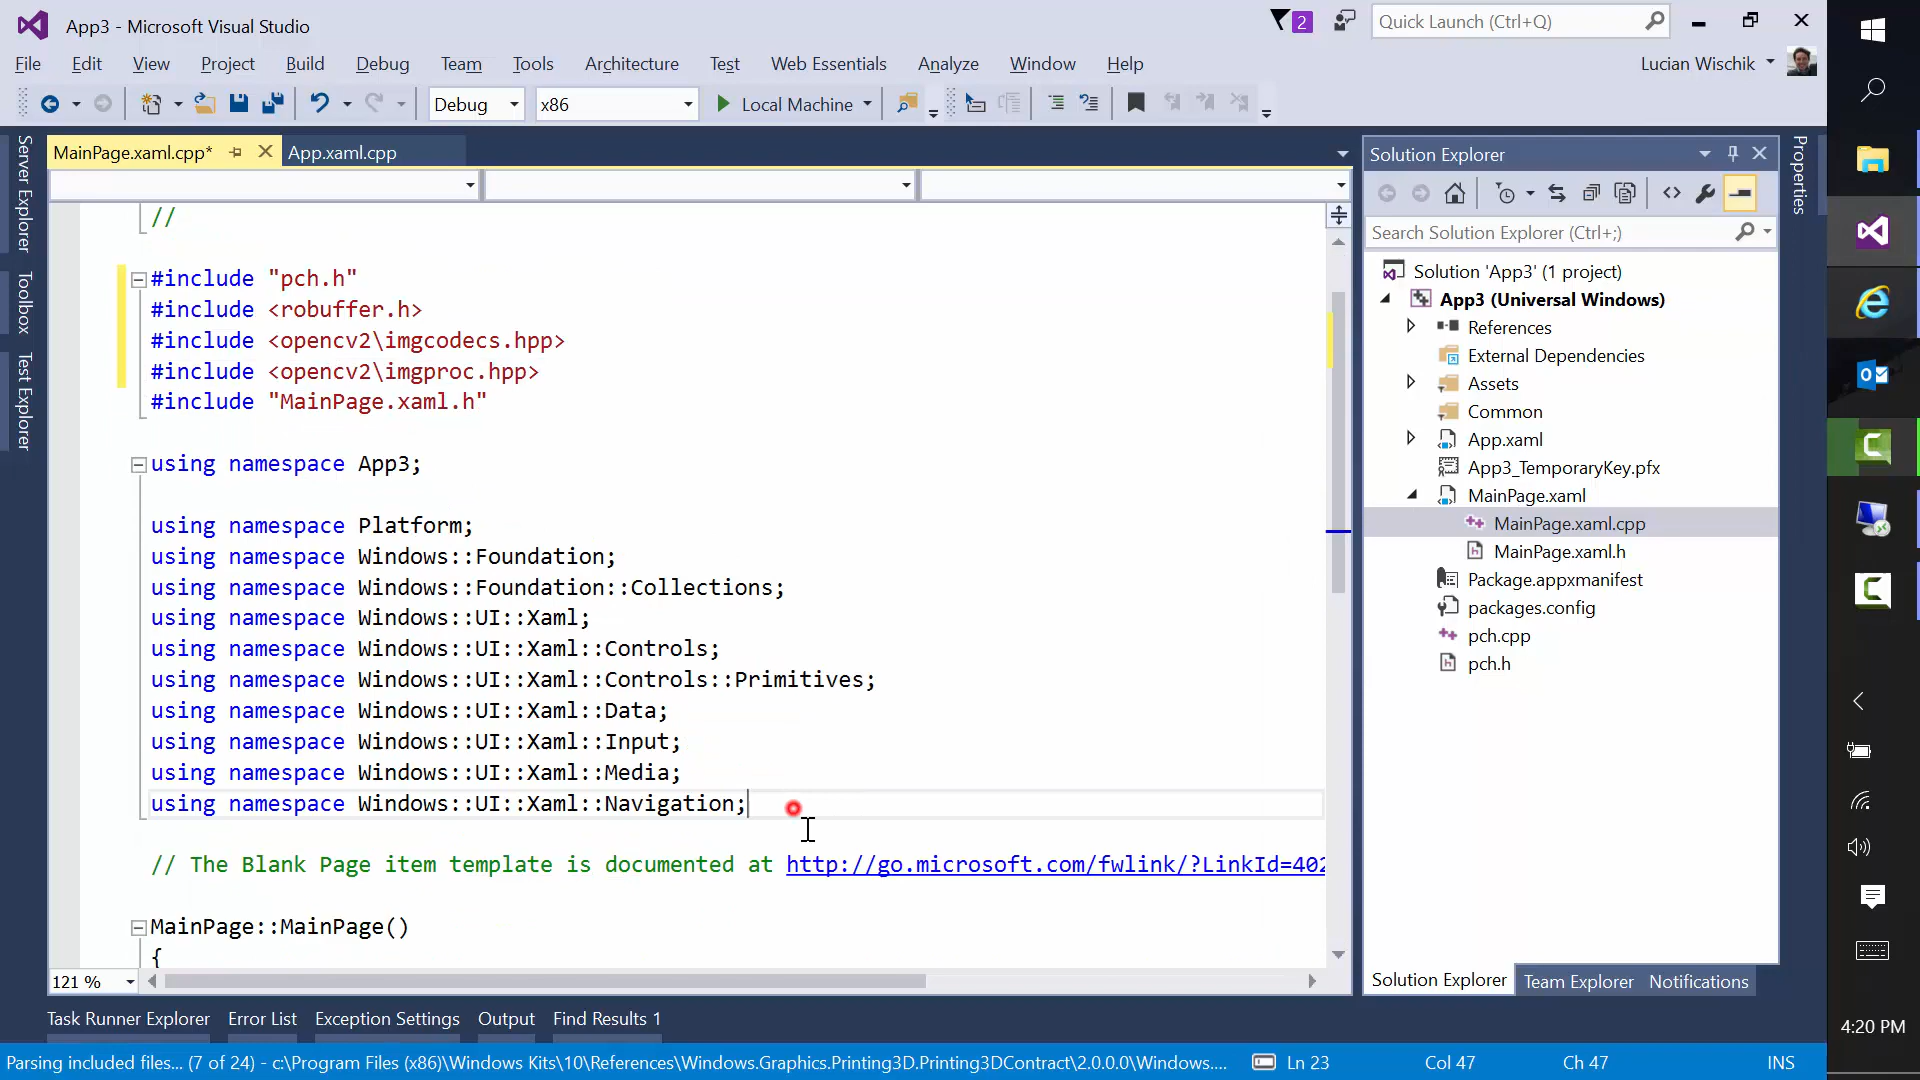 App3 - Microsoft Visual Studio
2
Quick Launch (Ctrl+Q)
File Edit View Project Build Debug Team Tools Architecture Test Web Essentials Analyze Window Help
Lucian Wischik
Debug x86 Local Machine
Server Explorer
Toolbox
Test Explorer
MainPage.xaml.cpp* App.xaml.cpp
//
#include "pch.h"
#include <robuffer.h>
#include <opencv2\imgcodecs.hpp>
#include <opencv2\imgproc.hpp>
#include "MainPage.xaml.h"
using namespace App3;
using namespace Platform;
using namespace Windows::Foundation;
using namespace Windows::Foundation::Collections;
using namespace Windows::UI::Xaml;
using namespace Windows::UI::Xaml::Controls;
using namespace Windows::UI::Xaml::Controls::Primitives;
using namespace Windows::UI::Xaml::Data;
using namespace Windows::UI::Xaml::Input;
using namespace Windows::UI::Xaml::Media;
using namespace Windows::UI::Xaml::Navigation;
// The Blank Page item template is documented at http://go.microsoft.com/fwlink/?LinkId=402
MainPage::MainPage()
{
121 %
Solution Explorer
Search Solution Explorer (Ctrl+;)
Solution 'App3' (1 project)
App3 (Universal Windows)
References
External Dependencies
Assets
Common
App.xaml
App3_TemporaryKey.pfx
MainPage.xaml
MainPage.xaml.cpp
MainPage.xaml.h
Package.appxmanifest
packages.config
pch.cpp
pch.h
Solution Explorer Team Explorer Notifications
Properties
Task Runner Explorer Error List Exception Settings Output Find Results 1
Parsing included files... (7 of 24) - c:\Program Files (x86)\Windows Kits\10\References\Windows.Graphics.Printing3D.Printing3DContract\2.0.0.0\Windows....
Ln 23 Col 47 Ch 47 INS
4:20 PM